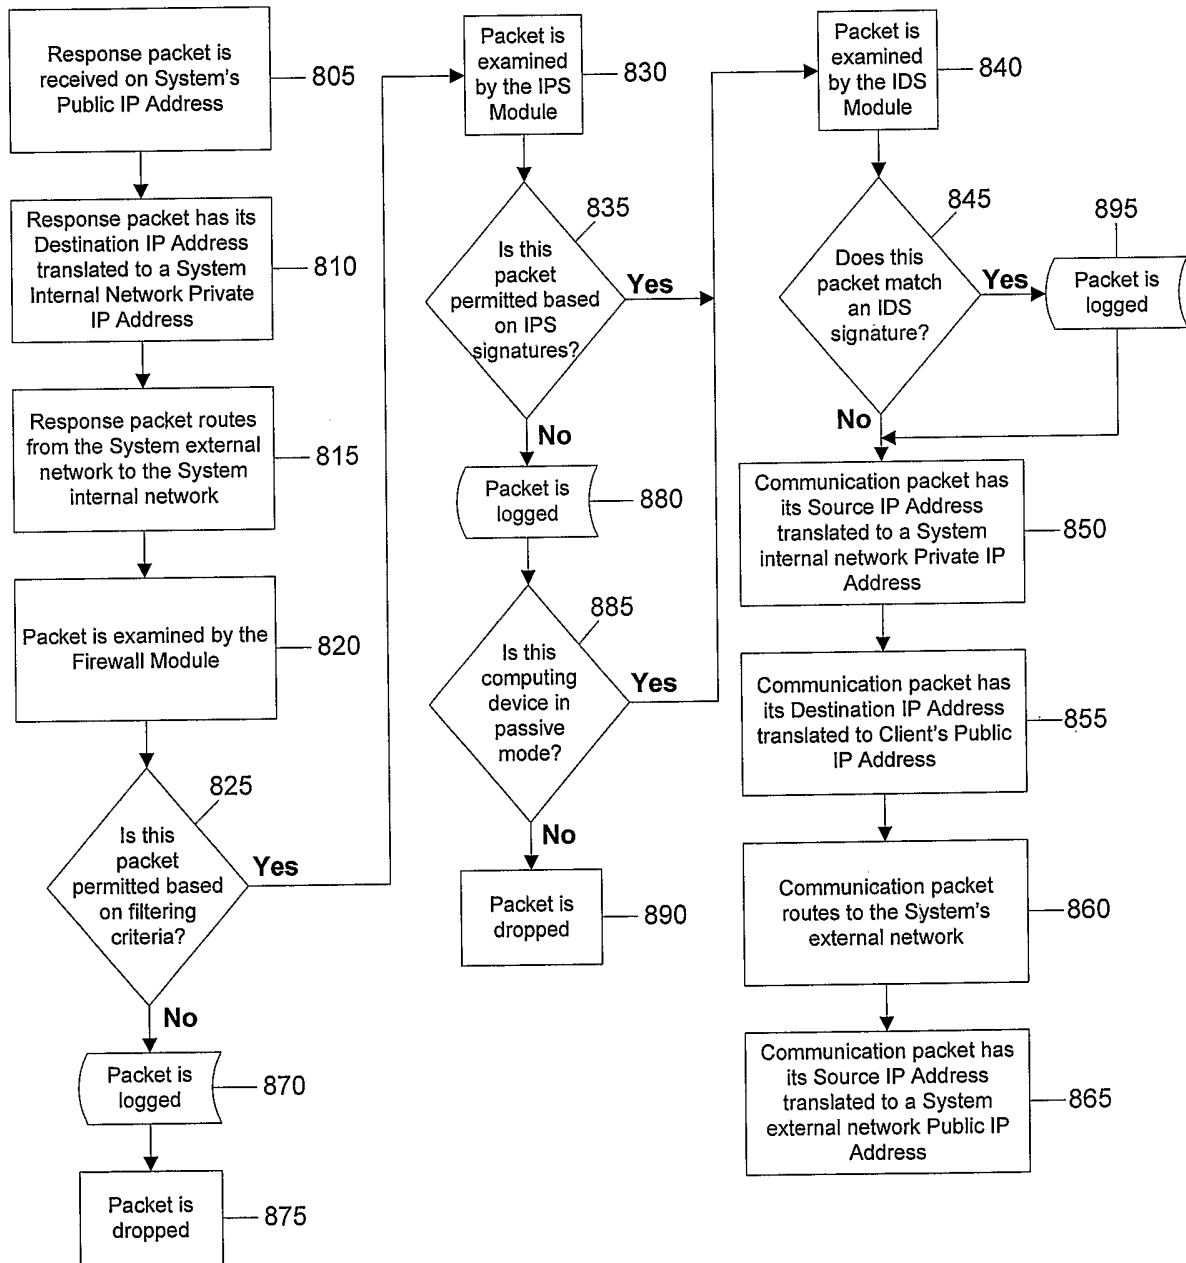 Response packet is
received on System's
Public IP Address
805
Response packet has its
Destination IP Address
translated to a System
Internal Network Private
IP Address
810
Response packet routes
from the System external
network to the System
internal network
815
Packet is examined by the
Firewall Module
820
825
Is this
packet
permitted based
on filtering
criteria?
Yes
No
Packet is
logged
870
Packet is
dropped
875
Packet is
examined
by the IPS
Module
830
835
Is this
packet
permitted based
on IPS
signatures?
Yes
No
Packet is
logged
880
885
Is this
computing
device in
passive
mode?
Yes
No
Packet is
dropped
890
Packet is
examined
by the IDS
Module
840
845
Does this
packet match
an IDS
signature?
Yes
No
895
Packet is
logged
Communication packet has
its Source IP Address
translated to a System
internal network Private IP
Address
850
Communication packet has
its Destination IP Address
translated to Client's Public
IP Address
855
Communication packet
routes to the System's
external network
860
Communication packet has
its Source IP Address
translated to a System
external network Public IP
Address
865